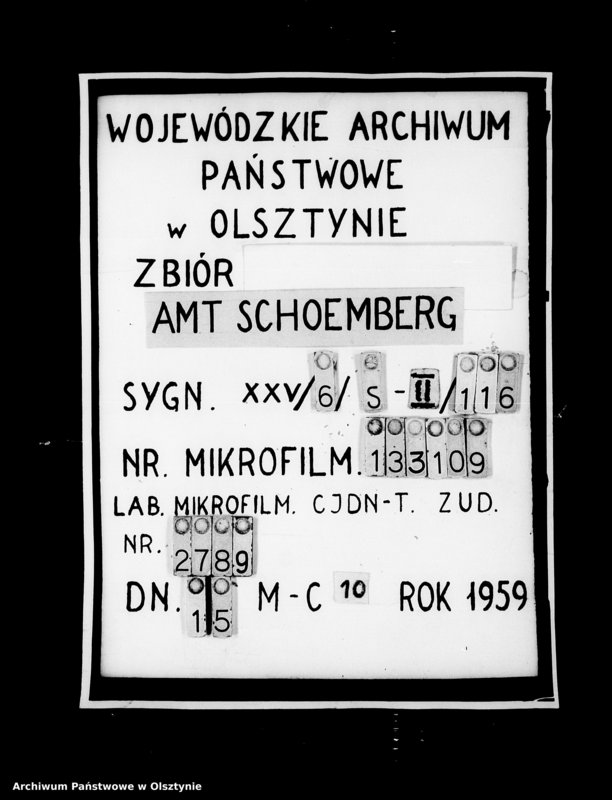 WOJEWÓDZKIE ARCHIWUM
PAŃSTWOWE
w OLSZTYNIE
ZBIÓR
AMT SCHOEMBERG
SYGN. XXV/6/ S-II/116
NR. MIKROFILM. 133109
LAB. MIKROFILM. CJDN-T. ZUD.
NR. 2789
DN. 15 M-C 10 ROK 1959
Archiwum Państwowe w Olsztynie